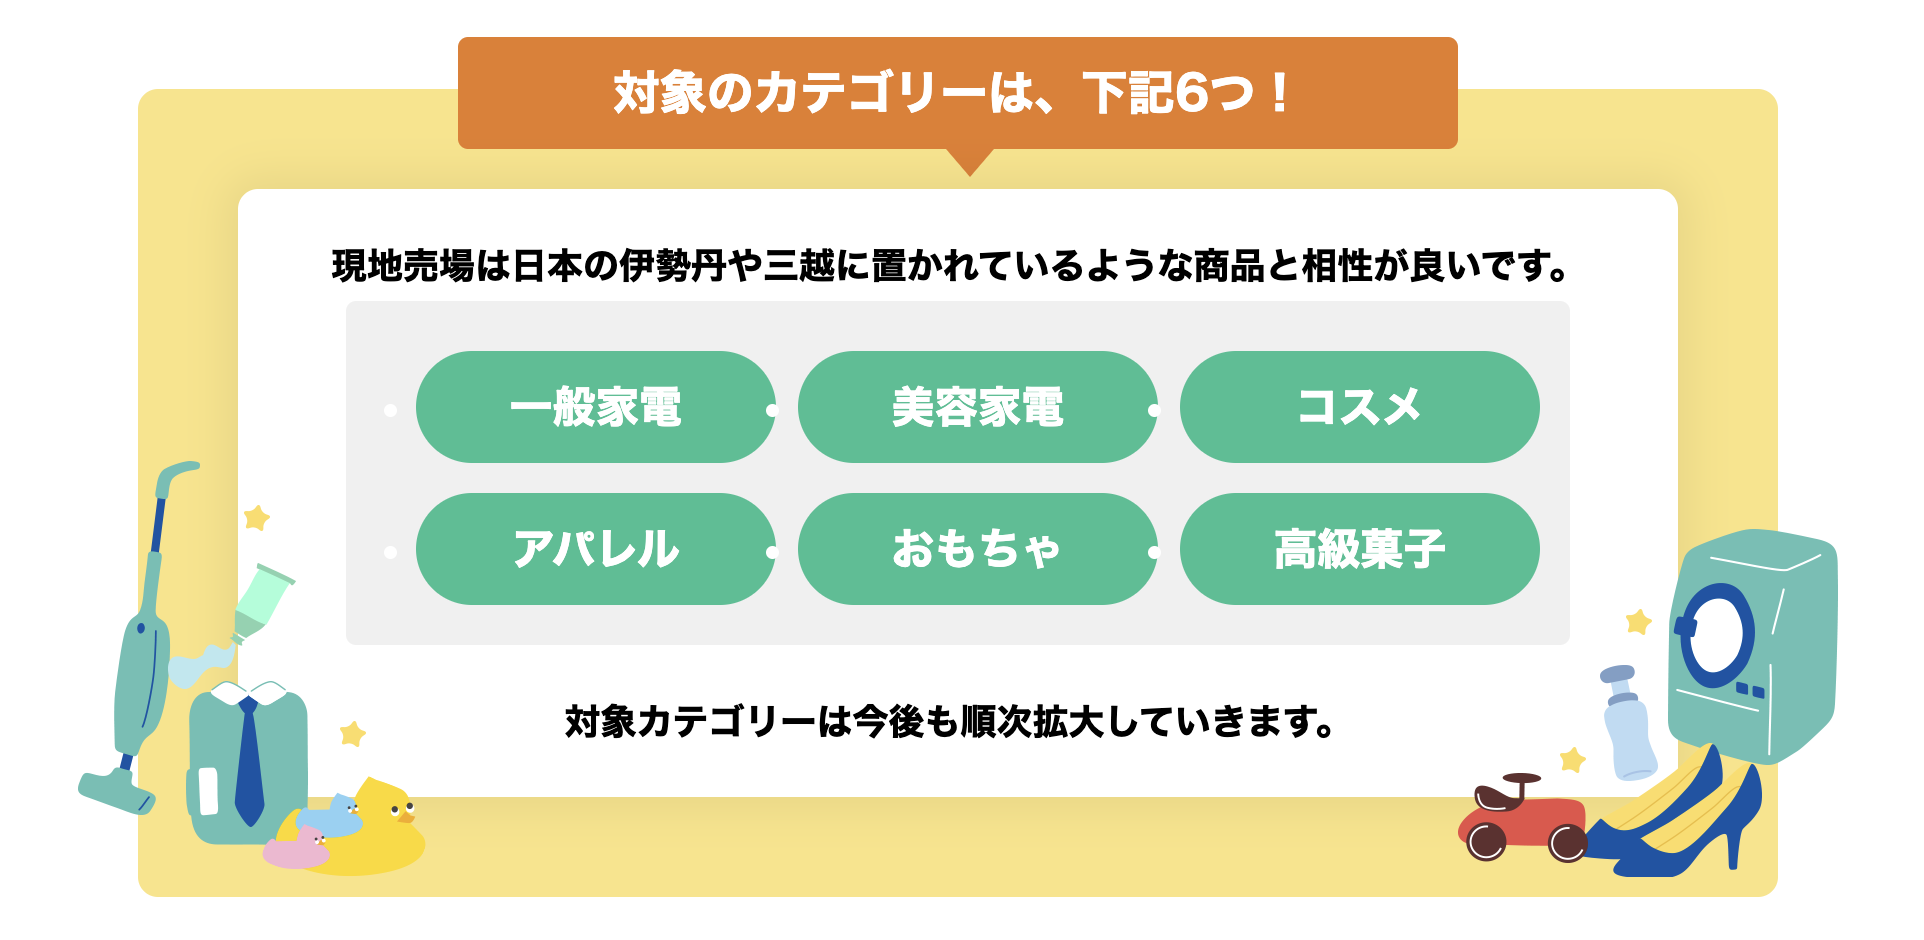 対象のカテゴリーは、下記6つ！
現地売場は日本の伊勢丹や三越に置かれているような商品と相性が良いです。
一般家電
美容家電
コスメ
アパレル
おもちゃ
高級菓子
対象カテゴリーは今後も順次拡大していきます。